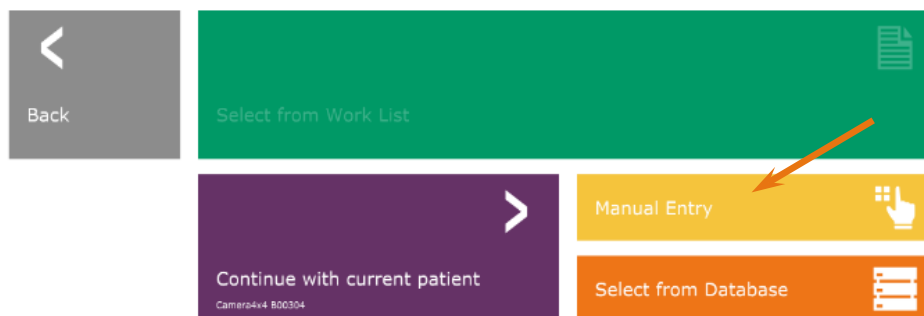 Back
Select from Work List
Manual Entry
Continue with current patient
Camera4x4 B00304
Select from Database